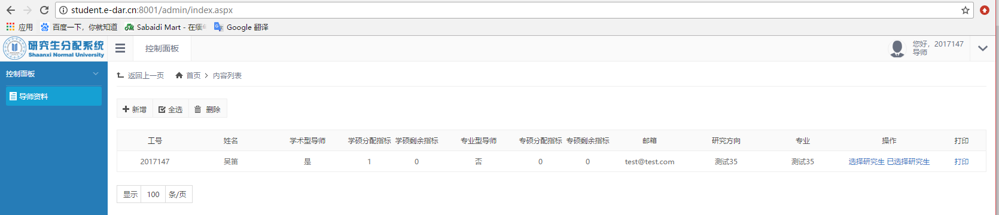 student.e-dar.cn:8001/admin/index.aspx
应用 百度一下，你就知道 Sabaidi Mart - 在缅 Google 翻译
研究生分配系统
Shaanxi Normal University
控制面板
您好，2017147
导师
控制面板
导师资料
返回上一页 首页 内容列表
新增 全选 删除
工号 姓名 学术型导师 学硕分配指标 学硕剩余指标 专业型导师 专硕分配指标 专硕剩余指标 邮箱 研究方向 专业 操作 打印
2017147 吴笛 是 1 0 否 0 0 test@test.com 测试35 测试35 选择研究生 已选择研究生 打印
显示 100 条/页